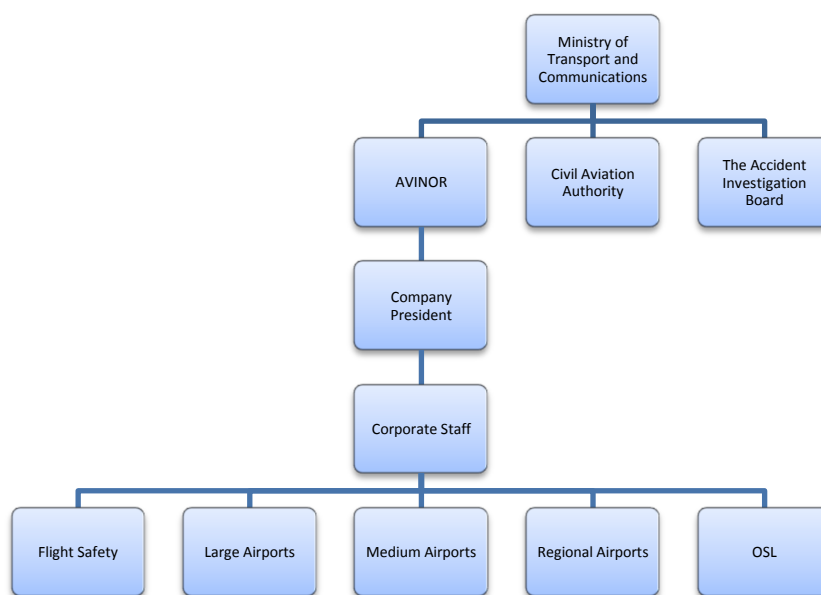 Ministry of
Transport and
Communications
AVINOR
Civil Aviation
Authority
The Accident
Investigation
Board
Company
President
Corporate Staff
Flight Safety
Large Airports
Medium Airports
Regional Airports
OSL